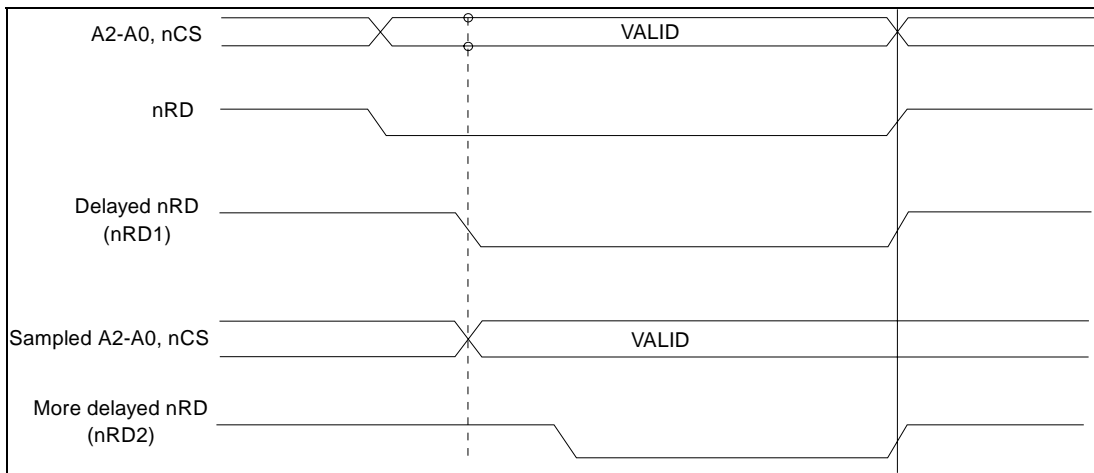 A2-A0, nCS
VALID
nRD
Delayed nRD
(nRD1)
Sampled A2-A0, nCS
VALID
More delayed nRD
(nRD2)